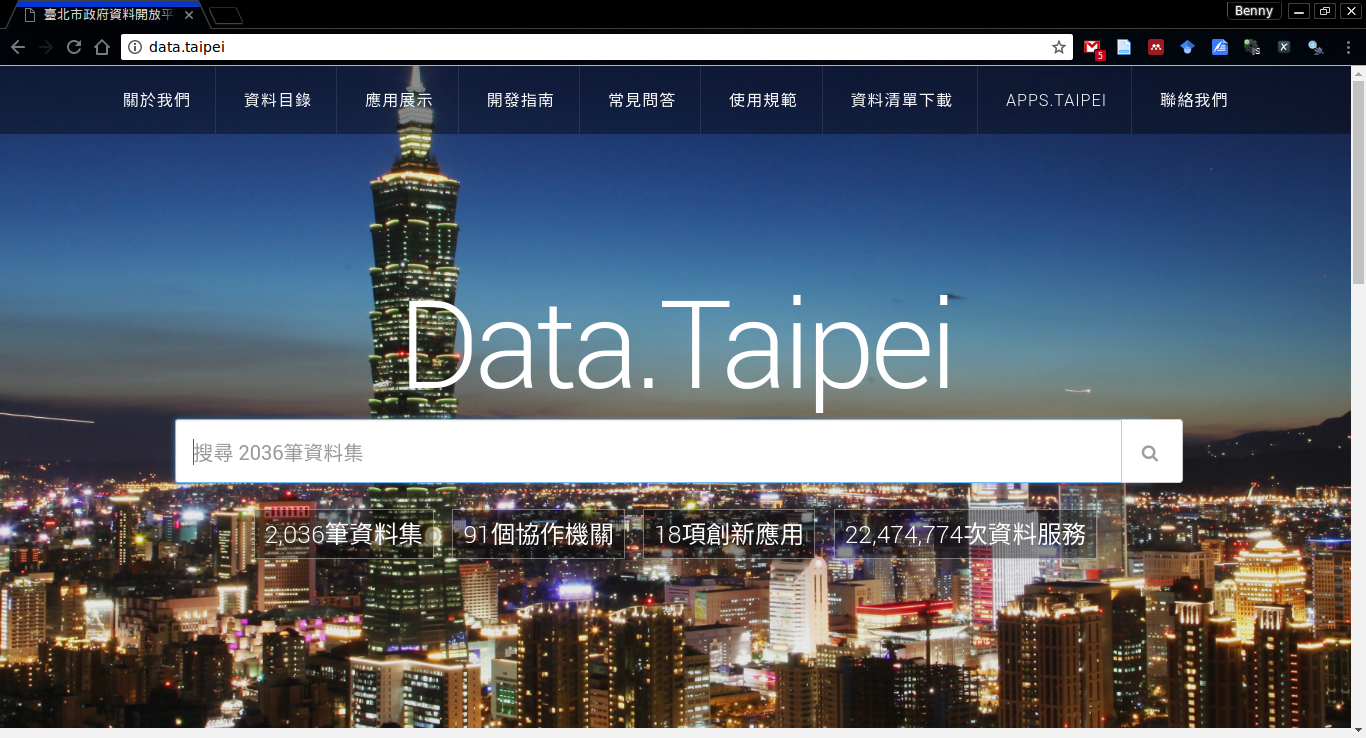 臺北市政府資料開放平
Benny
data.taipei
5
關於我們
資料目錄
應用展示
開發指南
常見問答
使用規範
資料清單下載
APPS.TAIPEI
聯絡我們
Data.Taipei
搜尋 2036筆資料集
2,036筆資料集
91個協作機關
18項創新應用
22,474,774次資料服務